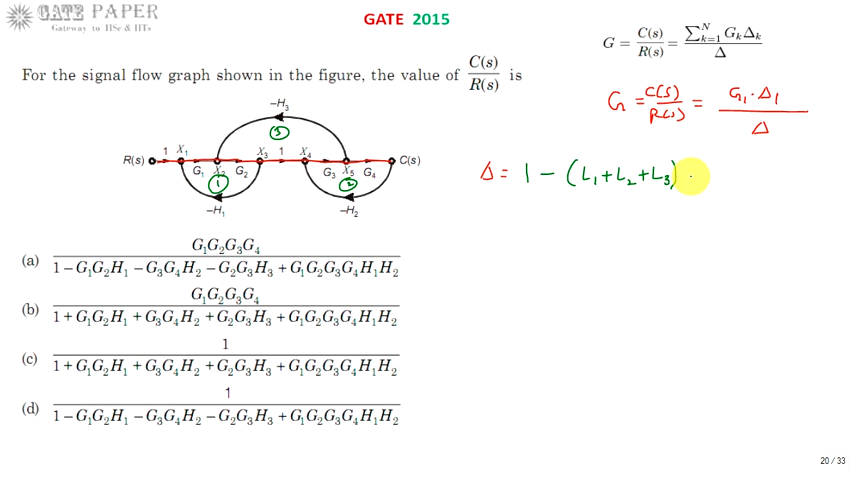 GATE PAPER
Gateway to IISc & IITs
GATE 2015
G = C(s)/R(s) = ∑ₖ₌₁ᴺ GₖΔₖ / Δ
For the signal flow graph shown in the figure, the value of C(s)/R(s) is
G = C(s)/R(s) = G₁·Δ₁ / Δ
–H₃
③
R(s) 1 X₁ G₁ X₂ G₂ X₃ 1 X₄ G₃ X₅ G₄ C(s)
① ②
–H₁ –H₂
Δ = 1 – (L₁+L₂+L₃)
(a) G₁G₂G₃G₄ / 1–G₁G₂H₁–G₃G₄H₂–G₂G₃H₃+G₁G₂G₃G₄H₁H₂
(b) G₁G₂G₃G₄ / 1+G₁G₂H₁+G₃G₄H₂+G₂G₃H₃+G₁G₂G₃G₄H₁H₂
(c) 1 / 1+G₁G₂H₁+G₃G₄H₂+G₂G₃H₃+G₁G₂G₃G₄H₁H₂
(d) 1 / 1–G₁G₂H₁–G₃G₄H₂–G₂G₃H₃+G₁G₂G₃G₄H₁H₂
20 / 33